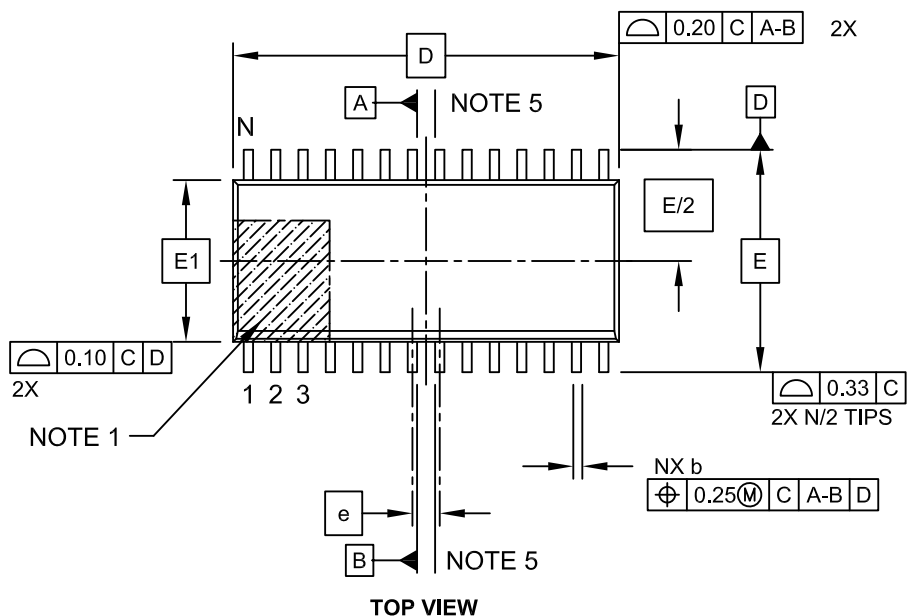 0.20 C A-B 2X
D
A NOTE 5
D
N
E/2
E1
E
0.10 C D
2X
1 2 3
0.33 C
2X N/2 TIPS
NOTE 1
NX b
0.25Ⓜ C A-B D
e
B NOTE 5
TOP VIEW